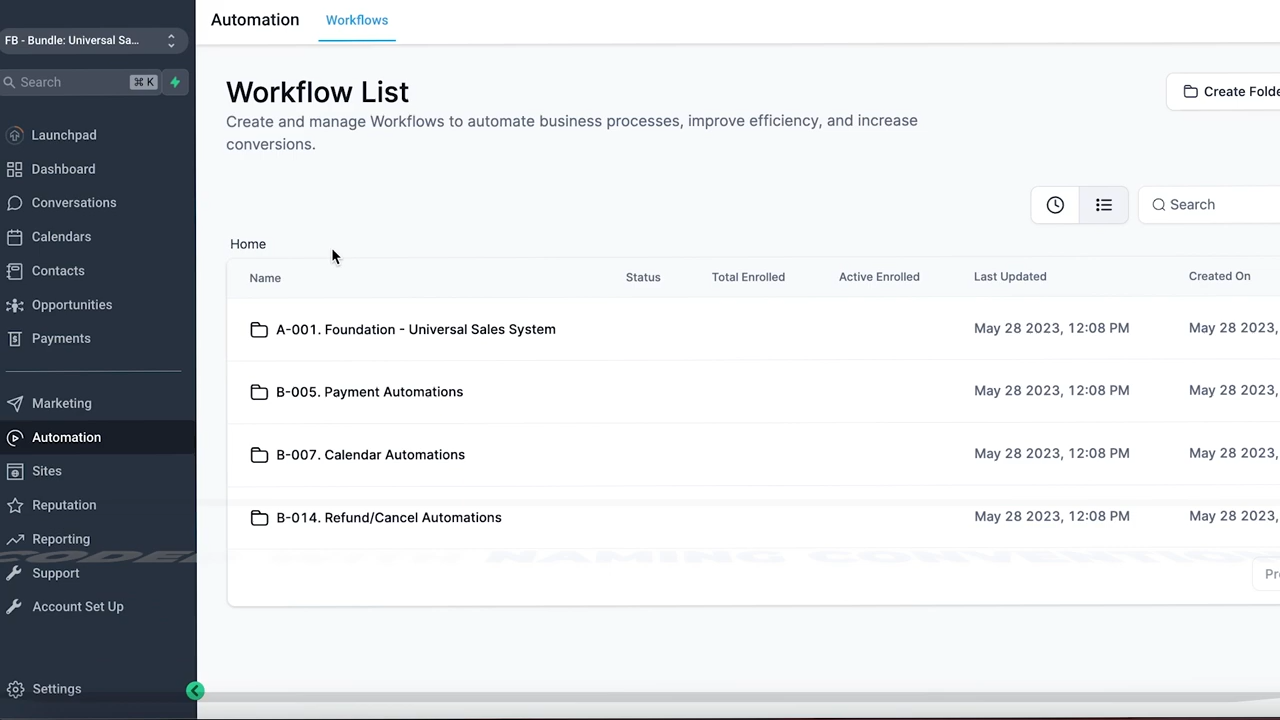 Automation
Workflows
FB - Bundle: Universal Sa...
Search
⌘ K
Launchpad
Dashboard
Conversations
Calendars
Contacts
Opportunities
Payments
Marketing
Automation
Sites
Reputation
Reporting
Support
Account Set Up
Settings
Workflow List
Create and manage Workflows to automate business processes, improve efficiency, and increase
conversions.
Create Folde
Search
Home
Name Status Total Enrolled Active Enrolled Last Updated Created On
A-001. Foundation - Universal Sales System May 28 2023, 12:08 PM May 28 2023,
B-005. Payment Automations May 28 2023, 12:08 PM May 28 2023,
B-007. Calendar Automations May 28 2023, 12:08 PM May 28 2023,
B-014. Refund/Cancel Automations May 28 2023, 12:08 PM May 28 2023,
NAMING CONVENTION
Pr